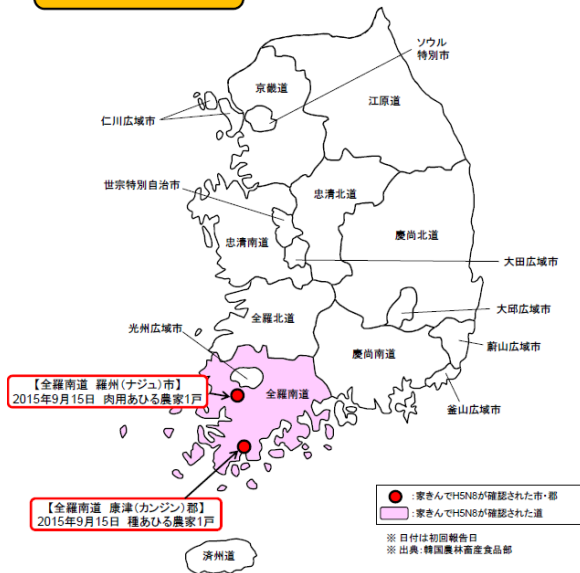 ソウル
特別市
京畿道
江原道
仁川広域市
世宗特別自治市
忠清北道
忠清南道
慶尚北道
大田広域市
大邱広域市
全羅北道
光州広域市
慶尚南道
蔚山広域市
釜山広域市
全羅南道
【全羅南道 羅州(ナジュ)市】
2015年9月15日 肉用あひる農家1戸
【全羅南道 康津(カンジン)郡】
2015年9月15日 種あひる農家1戸
済州道
:家きんでH5N8が確認された市・郡
:家きんでH5N8が確認された道
※ 日付は初回報告日
※ 出典:韓国農林畜産食品部